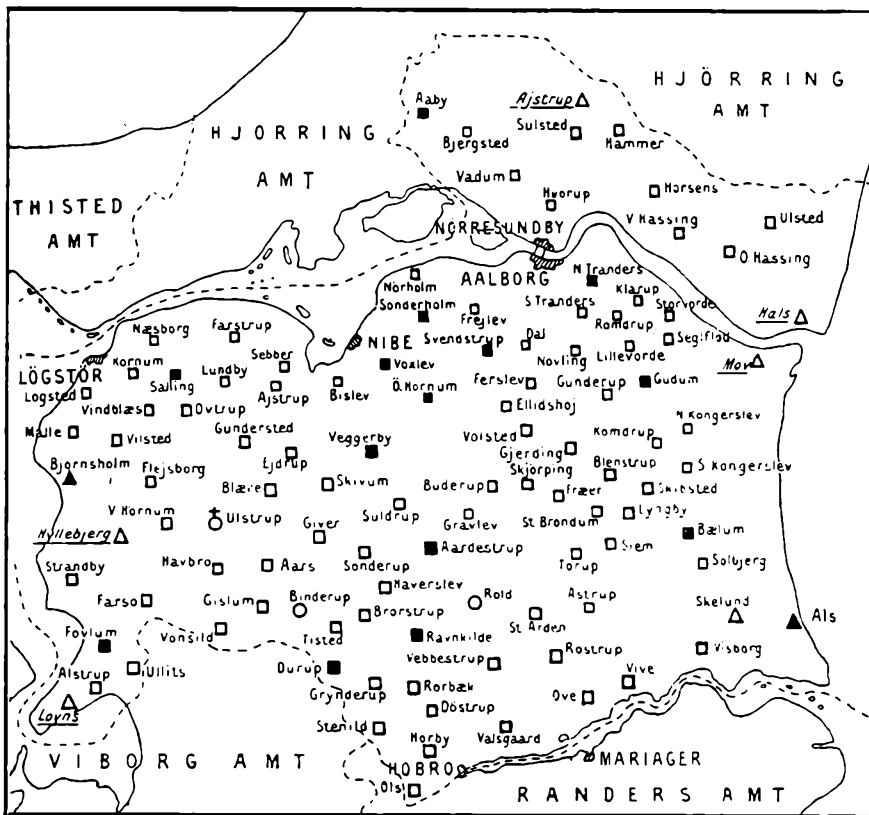 HJÖRRING
AMT
HJORRING
AMT
THISTED
AMT
Aaby
Ajstrup
Sulsted
Hammer
Bjergsted
Vadum
Hvorup
Horsens
V Hassing
Ulsted
Ö Hassing
NÖRRESUNDBY
AALBORG
N Tranders
Nörholm
Sonderholm
Frejlev
S Tranders
Klarup
Romdrup
Storvorde
Hals
Næsborg
Farstrup
Sebber
NIBE
Svendstrup
Dal
Novling
Lillevorde
Segiflod
Mov
LÖGSTÖR
Kornum
Salling
Lundby
Ajstrup
Bislev
Voxlev
Ö.Hornum
Ferslev
Gunderup
Gudum
Logsted
Vindblæs
Ovtrup
Ellidshoj
Malle
Vilsted
Gundersted
Veggerby
Volsted
Gjerding
Komdrup
N Kongerslev
Bjornsholm
Flejsborg
Ejdrup
Skjörping
Blenstrup
S Kongerslev
Blære
Skivum
Buderup
Fræer
Skibsted
V Hornum
Ulstrup
Giver
Suldrup
Gravlev
St Brondum
Lyngby
Bælum
Hyllebjerg
Aardestrup
Siem
Strandby
Havbro
Aars
Sonderup
Torup
Solbjerg
Haverslev
Farso
Gislum
Binderup
Brorstrup
Rold
Astrup
Skelund
Als
St Arden
Fovlum
Vonsild
Tisted
Ravnkilde
Rostrup
Visborg
Alstrup
Ullits
Durup
Vebbestrup
Vive
Lovns
Grynderup
Rorbæk
Ove
Döstrup
Stenild
Valsgaard
Horby
VIBORG AMT
HOBRO
MARIAGER
Ols
RANDERS AMT